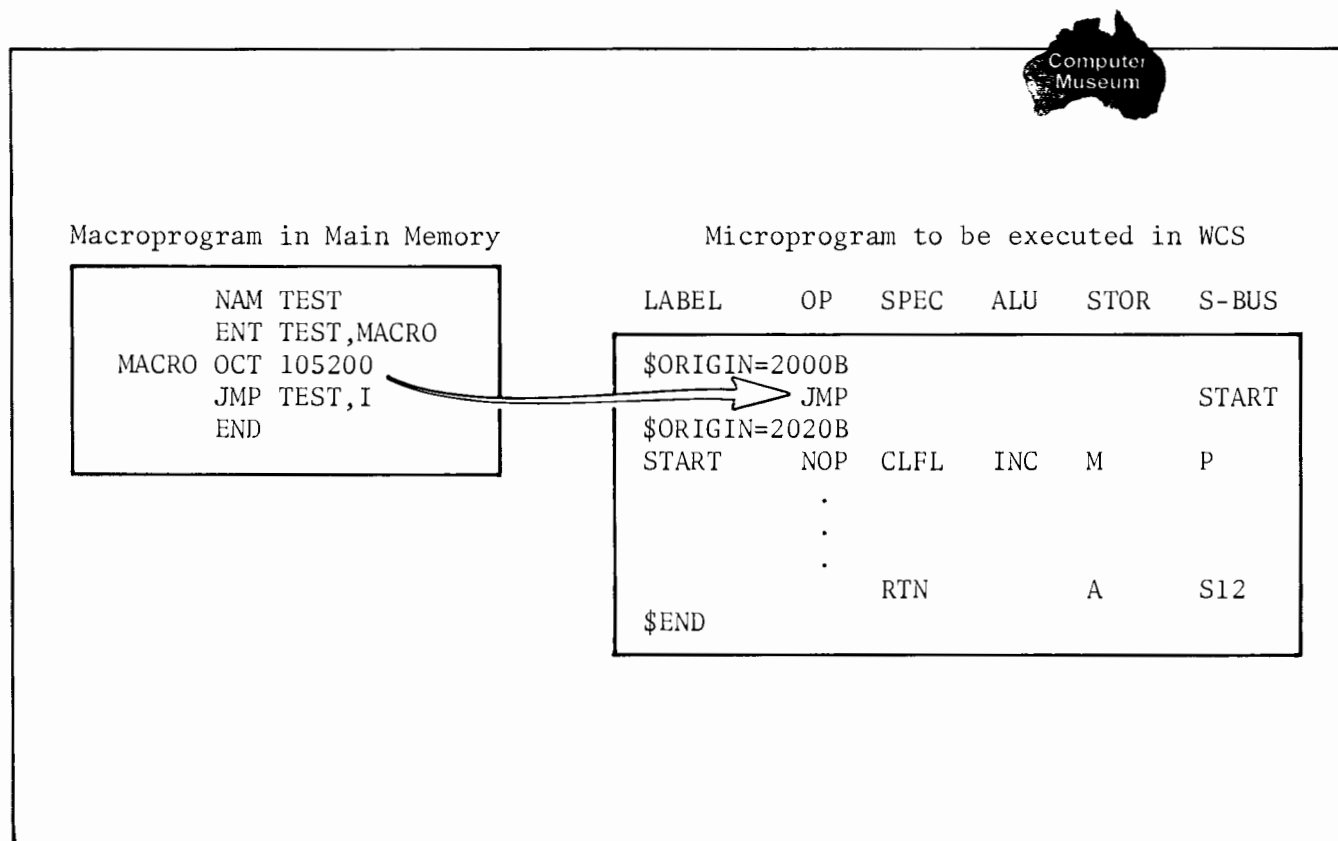 Computer
Museum
Macroprogram in Main Memory
NAM TEST
ENT TEST,MACRO
MACRO OCT 105200
JMP TEST,I
END
Microprogram to be executed in WCS
LABEL OP SPEC ALU STOR S-BUS
$ORIGIN=2000B
JMP START
$ORIGIN=2020B
START NOP CLFL INC M P
.
.
.
RTN A S12
$END